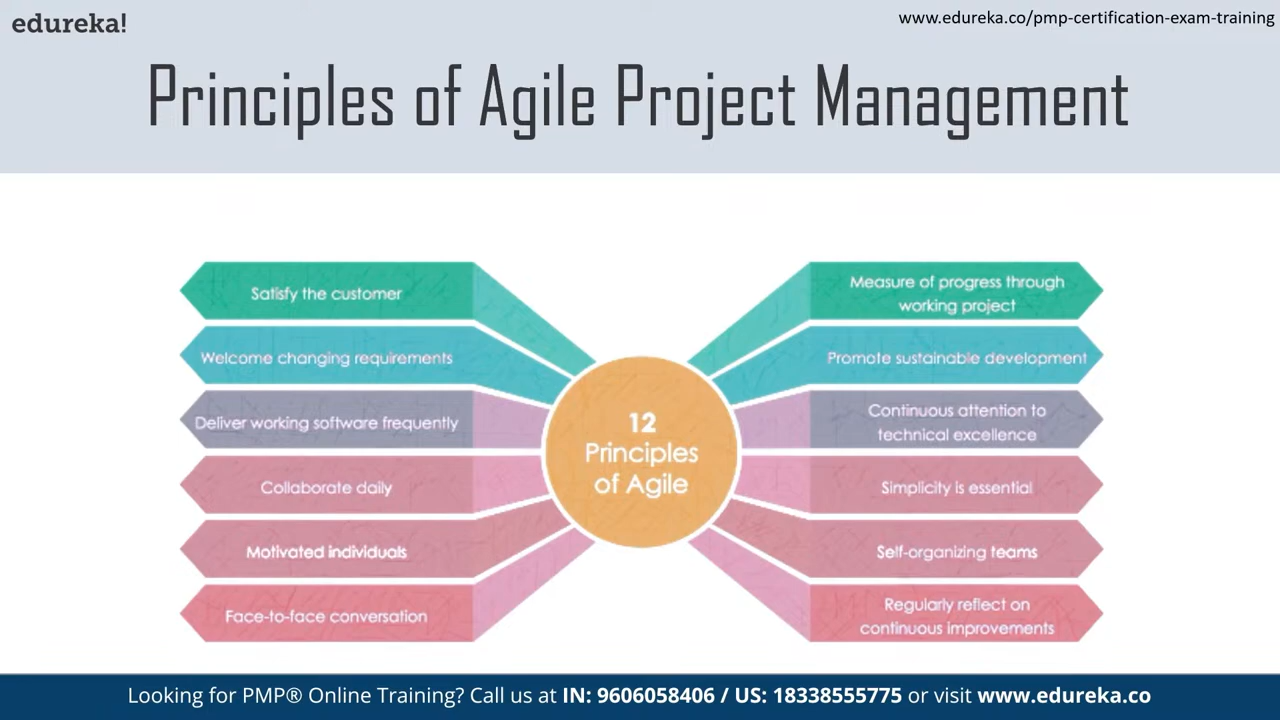 edureka!
www.edureka.co/pmp-certification-exam-training
Principles of Agile Project Management
Satisfy the customer
Welcome changing requirements
Deliver working software frequently
Collaborate daily
Motivated individuals
Face-to-face conversation
12
Principles
of Agile
Measure of progress through
working project
Promote sustainable development
Continuous attention to
technical excellence
Simplicity is essential
Self-organizing teams
Regularly reflect on
continuous improvements
Looking for PMP® Online Training? Call us at IN: 9606058406 / US: 18338555775 or visit www.edureka.co